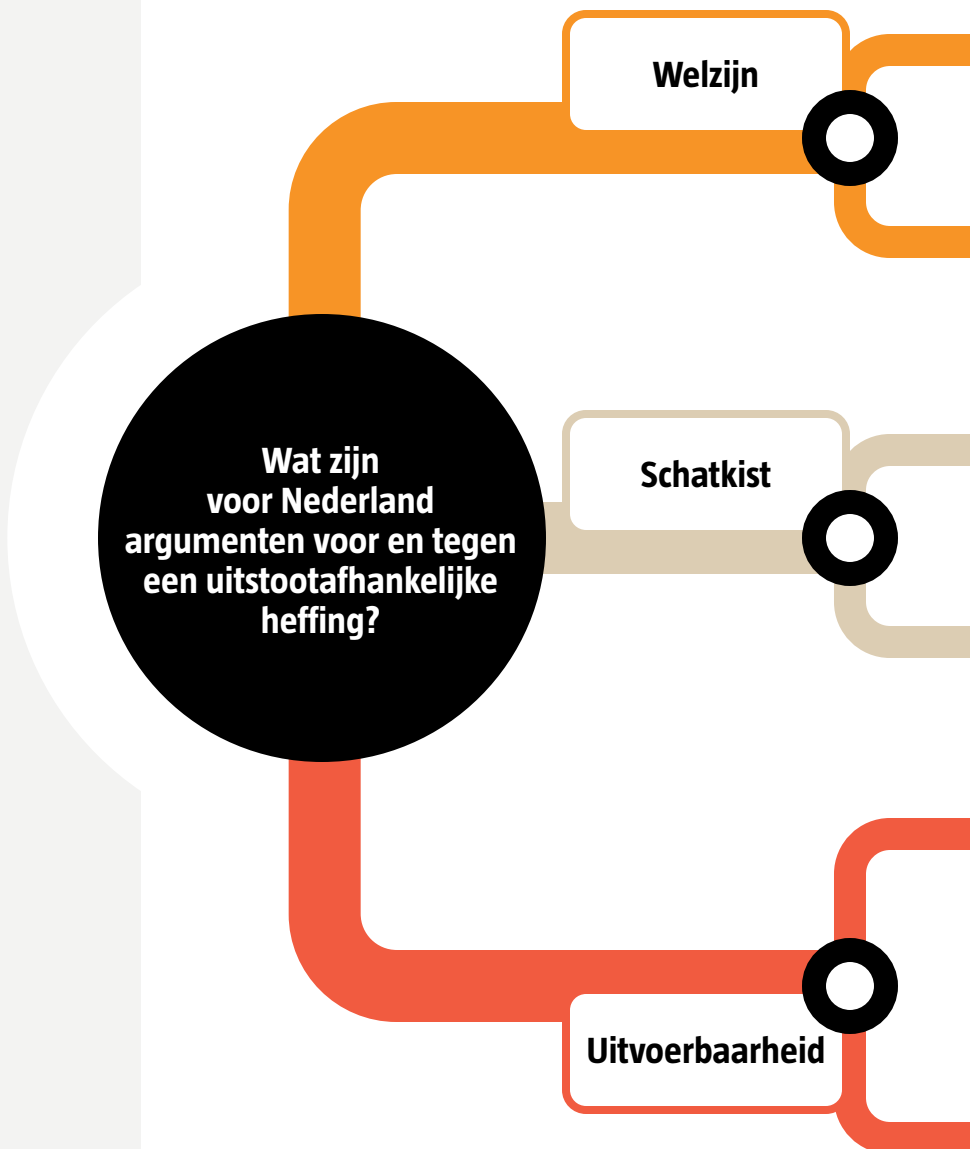 Welzijn
Wat zijn
voor Nederland
argumenten voor en tegen
een uitstootafhankelijke
heffing?
Schatkist
Uitvoerbaarheid